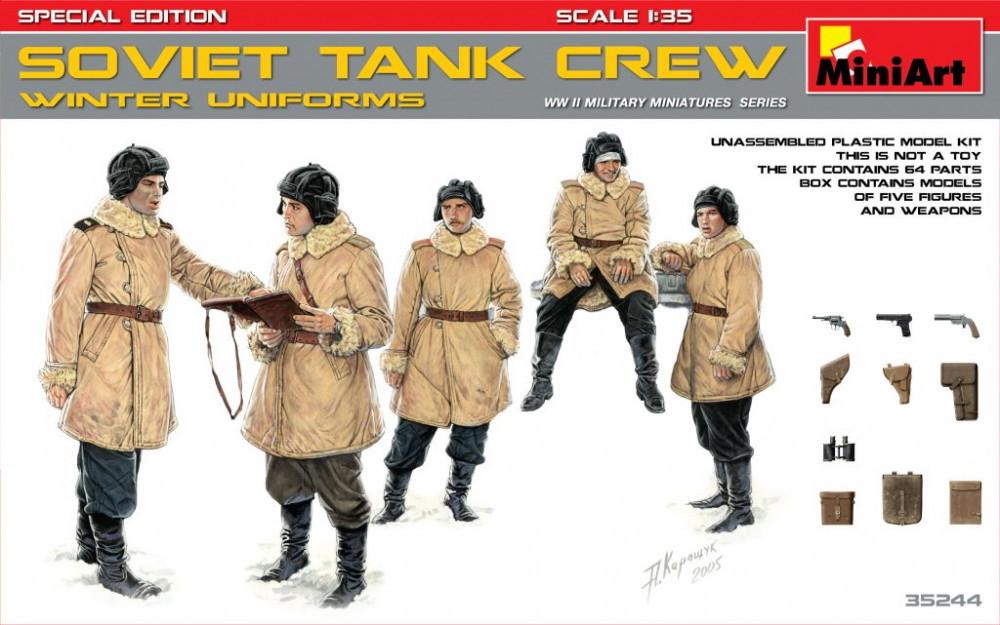 SPECIAL EDITION
SCALE 1:35
SOVIET TANK CREW
WINTER UNIFORMS
WW II MILITARY MINIATURES SERIES
MiniArt
UNASSEMBLED PLASTIC MODEL KIT
THIS IS NOT A TOY
THE KIT CONTAINS 64 PARTS
BOX CONTAINS MODELS
OF FIVE FIGURES
AND WEAPONS
А. Каращук
2005
35244